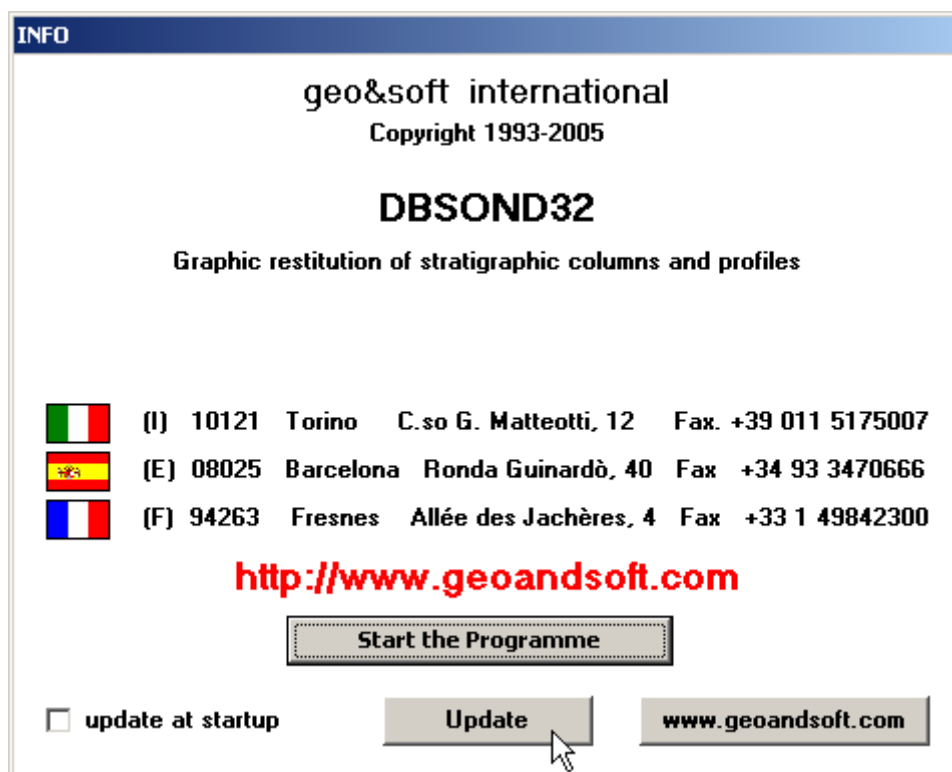 INFO
geo&soft international
Copyright 1993-2005
DBSOND32
Graphic restitution of stratigraphic columns and profiles
(I) 10121 Torino C.so G. Matteotti, 12 Fax. +39 011 5175007
(E) 08025 Barcelona Ronda Guinardò, 40 Fax +34 93 3470666
(F) 94263 Fresnes Allée des Jachères, 4 Fax +33 1 49842300
http://www.geoandsoft.com
Start the Programme
update at startup Update www.geoandsoft.com